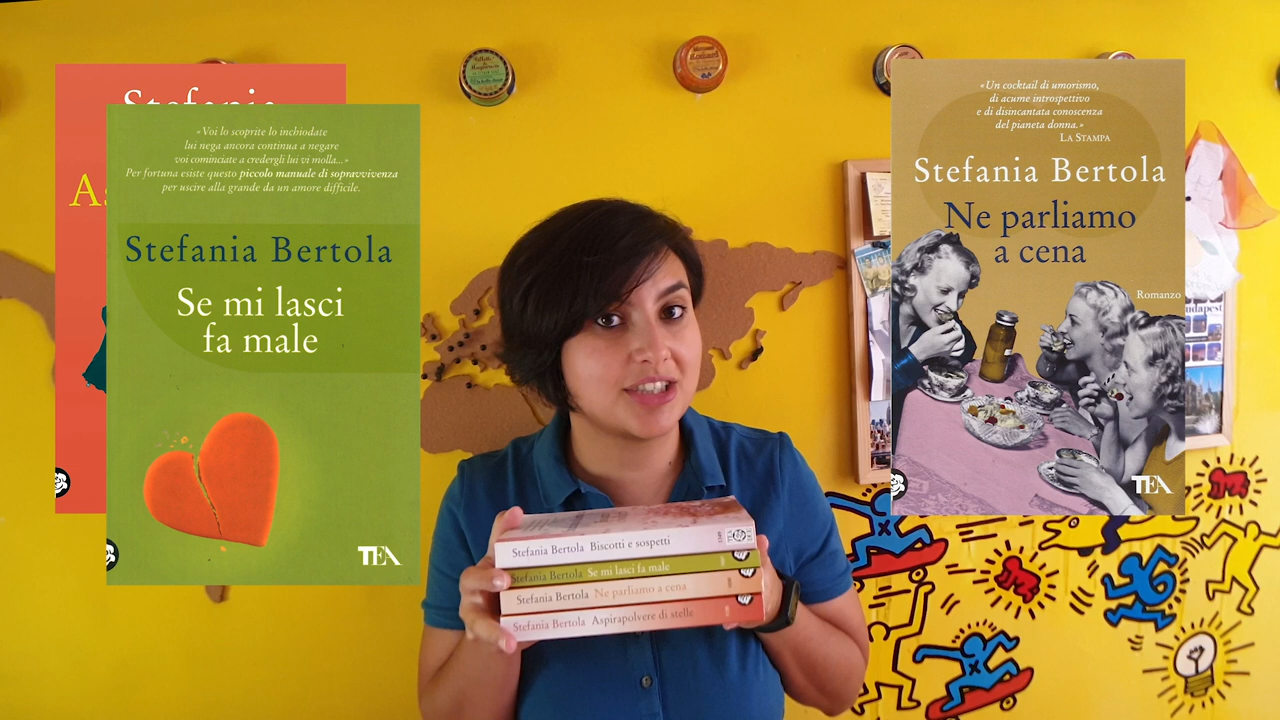 Stefania
As
«Voi lo scoprite lo inchiodate
lui nega ancora continua a negare
voi cominciate a credergli lui vi molla...»
Per fortuna esiste questo piccolo manuale di sopravvivenza
per uscire alla grande da un amore difficile.
Stefania Bertola
Se mi lasci
fa male
TEA
«Un cocktail di umorismo,
di acume introspettivo
e di disincantata conoscenza
del pianeta donna.»
LA STAMPA
Stefania Bertola
Ne parliamo
a cena
Romanzo
TEA
udapest
Stefania Bertola Biscotti e sospetti
Stefania Bertola Se mi lasci fa male
Stefania Bertola Ne parliamo a cena
Stefania Bertola Aspirapolvere di stelle